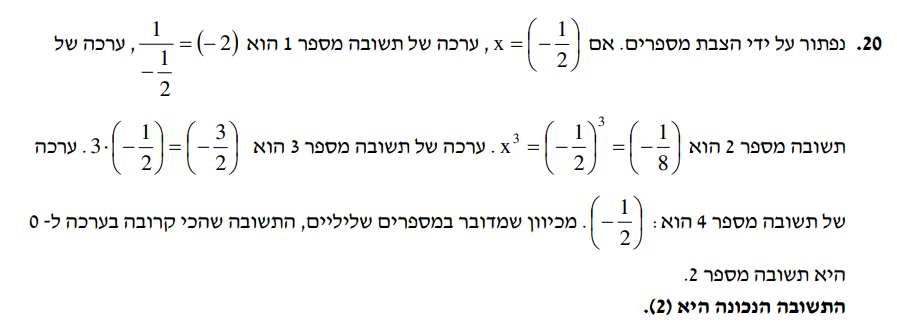 20. נפתור על ידי הצבת מספרים. אם x = (−1/2), ערכה של תשובה מספר 1 הוא 1/(−1/2) = (−2), ערכה של
תשובה מספר 2 הוא x³ = (−1/2)³ = (−1/8). ערכה של תשובה מספר 3 הוא 3·(−1/2) = (−3/2). ערכה
של תשובה מספר 4 הוא: (−1/2). מכיוון שמדובר במספרים שליליים, התשובה שהכי קרובה בערכה ל- 0
היא תשובה מספר 2.
התשובה הנכונה היא (2).